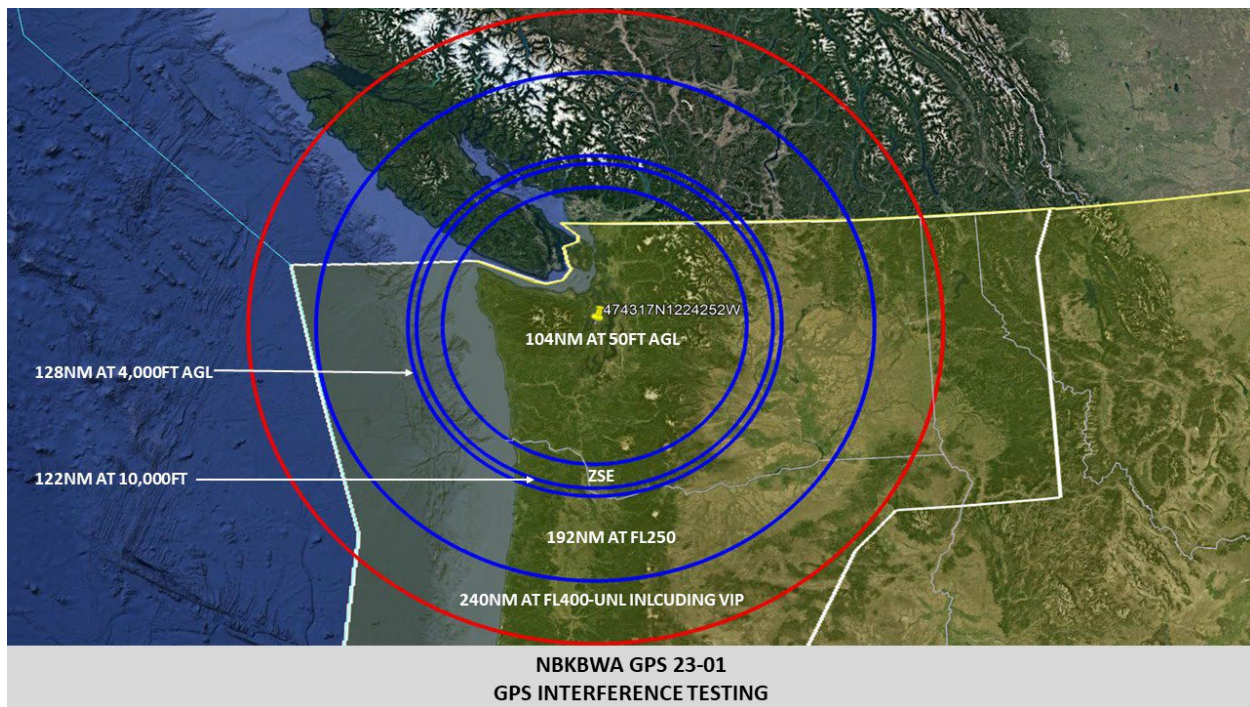 474317N1224252W
104NM AT 50FT AGL
128NM AT 4,000FT AGL
122NM AT 10,000FT
ZSE
192NM AT FL250
240NM AT FL400-UNL INLCUDING VIP
NBKBWA GPS 23-01
GPS INTERFERENCE TESTING